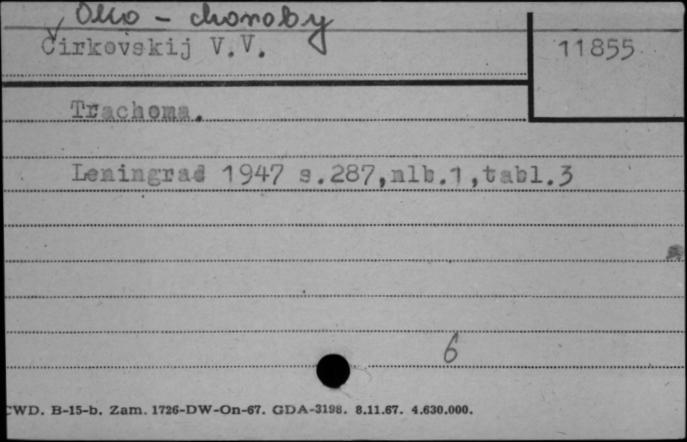 Oko - choroby
Čirkovskij V.V.
11855
Trachoma.
Leningrad 1947 s.287,nlb.1,tabl.3
6
CWD. B-15-b. Zam. 1726-DW-On-67. GDA-3198. 8.11.67. 4.630.000.